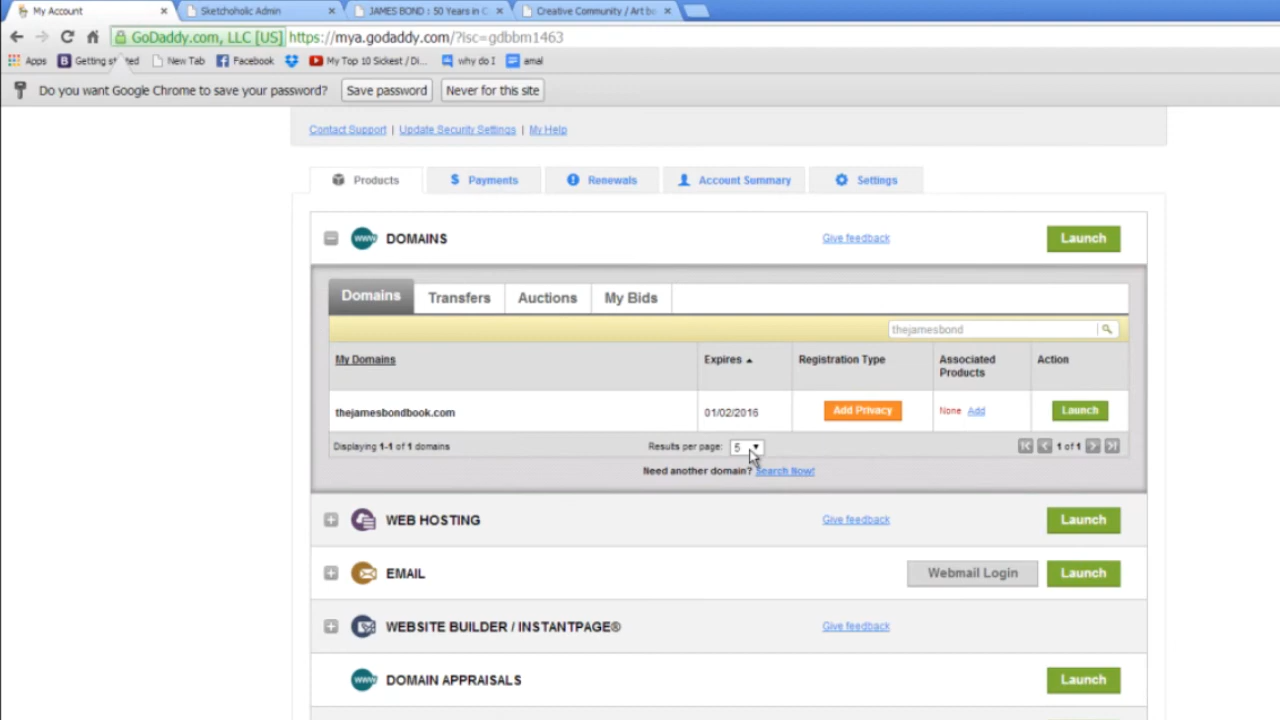 My Account
Sketchoholic Admin
JAMES BOND : 50 Years in C
Creative Community / Art be
GoDaddy.com, LLC [US] https://mya.godaddy.com/?isc=gdbbm1463
Apps Getting started New Tab Facebook My Top 10 Sickest / Di... why do I amal
Do you want Google Chrome to save your password? Save password Never for this site
Contact Support | Update Security Settings | My Help
Products Payments Renewals Account Summary Settings
DOMAINS Give feedback Launch
Domains Transfers Auctions My Bids
thejamesbond
My Domains Expires Registration Type Associated Products Action
thejamesbondbook.com 01/02/2016 Add Privacy None Add Launch
Displaying 1-1 of 1 domains Results per page: 5 1 of 1
Need another domain? Search Now!
WEB HOSTING Give feedback Launch
EMAIL Webmail Login Launch
WEBSITE BUILDER / INSTANTPAGE® Give feedback
DOMAIN APPRAISALS Launch